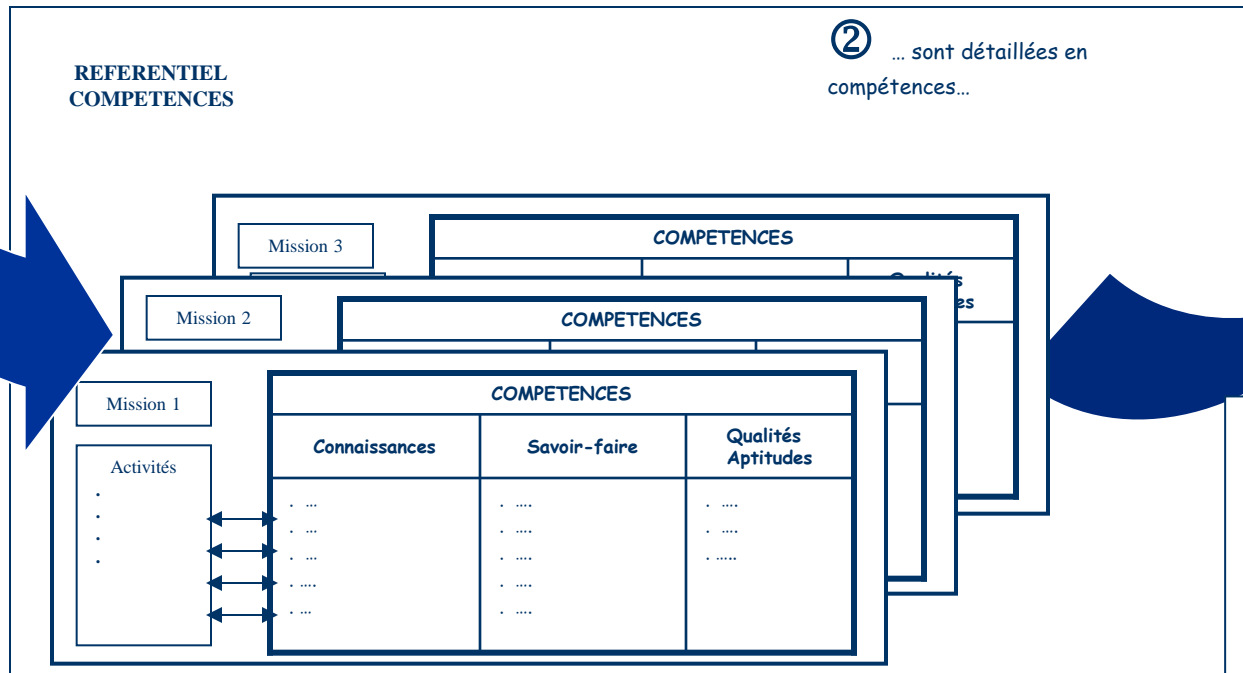 ② … sont détaillées en
compétences…
REFERENTIEL
COMPETENCES
Mission 3
COMPETENCES
Qualités
Mission 2
COMPETENCES
Mission 1
COMPETENCES
Connaissances
Savoir-faire
Qualités
Aptitudes
Activités
.
.
.
.
. …
. …
. …
. ….
. …
. ….
. ….
. ….
. ….
. ….
. ….
. ….
. …..